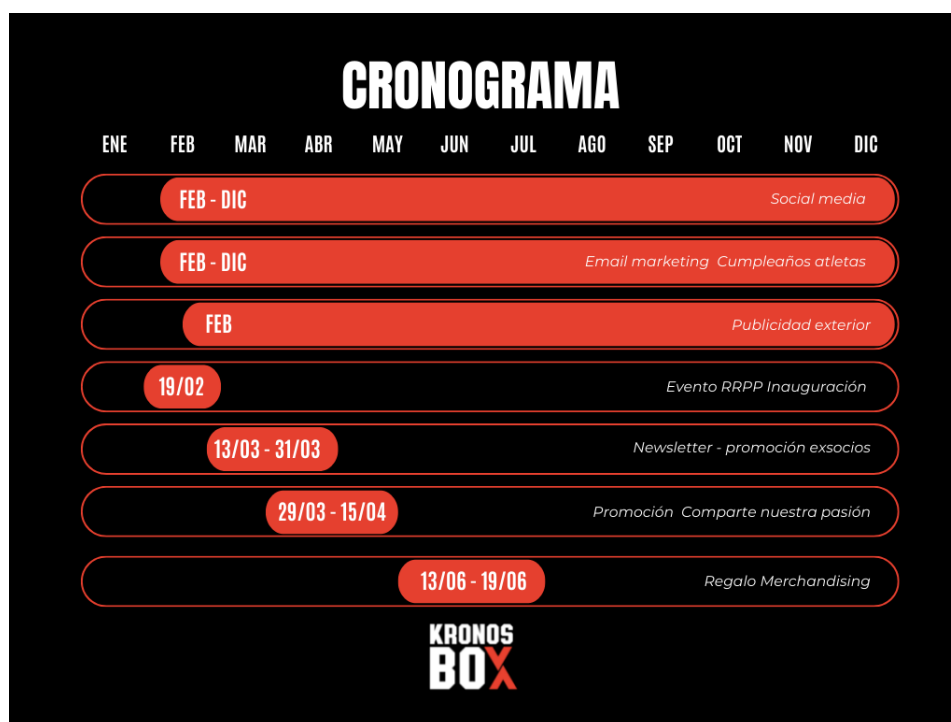 CRONOGRAMA
ENE FEB MAR ABR MAY JUN JUL AGO SEP OCT NOV DIC
FEB - DIC Social media
FEB - DIC Email marketing Cumpleaños atletas
FEB Publicidad exterior
19/02 Evento RRPP Inauguración
13/03 - 31/03 Newsletter - promoción exsocios
29/03 - 15/04 Promoción Comparte nuestra pasión
13/06 - 19/06 Regalo Merchandising
KRONOS
BOX